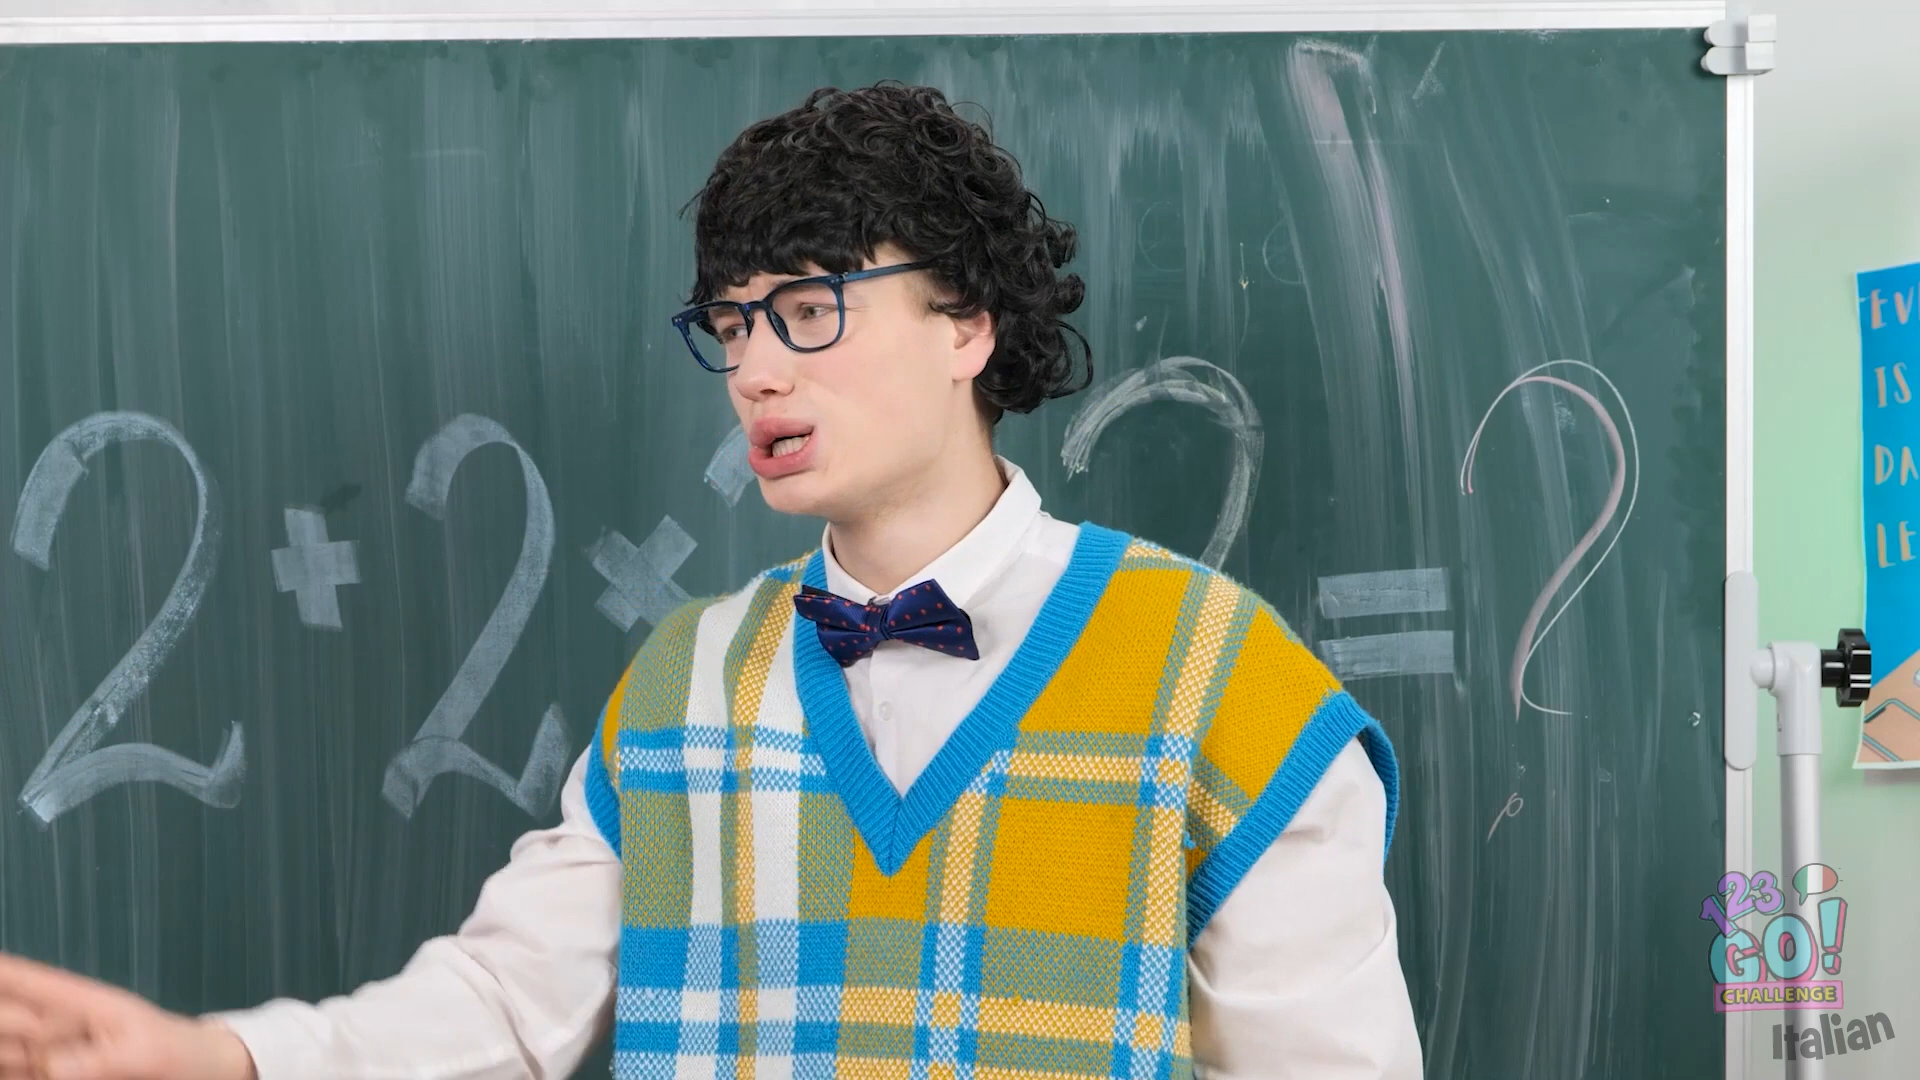 2 + 2 × 2 = ?
EV
IS
DA
LE
123
GO!
CHALLENGE
Italian